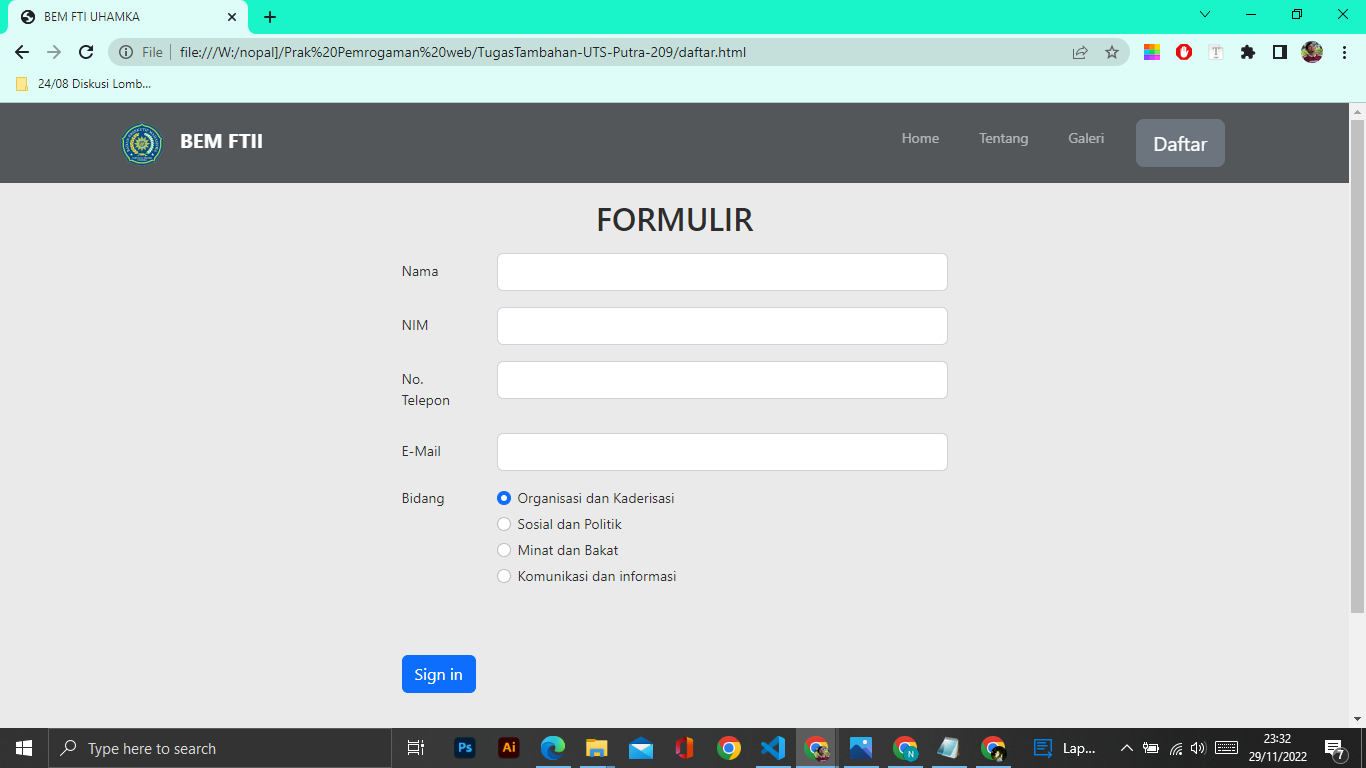 BEM FTI UHAMKA
File
file:///W:/nopal]/Prak%20Pemrogaman%20web/TugasTambahan-UTS-Putra-209/daftar.html
24/08 Diskusi Lomb...
BEM FTII
Home
Tentang
Galeri
Daftar
FORMULIR
Nama
NIM
No.
Telepon
E-Mail
Bidang
Organisasi dan Kaderisasi
Sosial dan Politik
Minat dan Bakat
Komunikasi dan informasi
Sign in
Type here to search
Ps
Ai
N
Lap...
23:32
29/11/2022
7